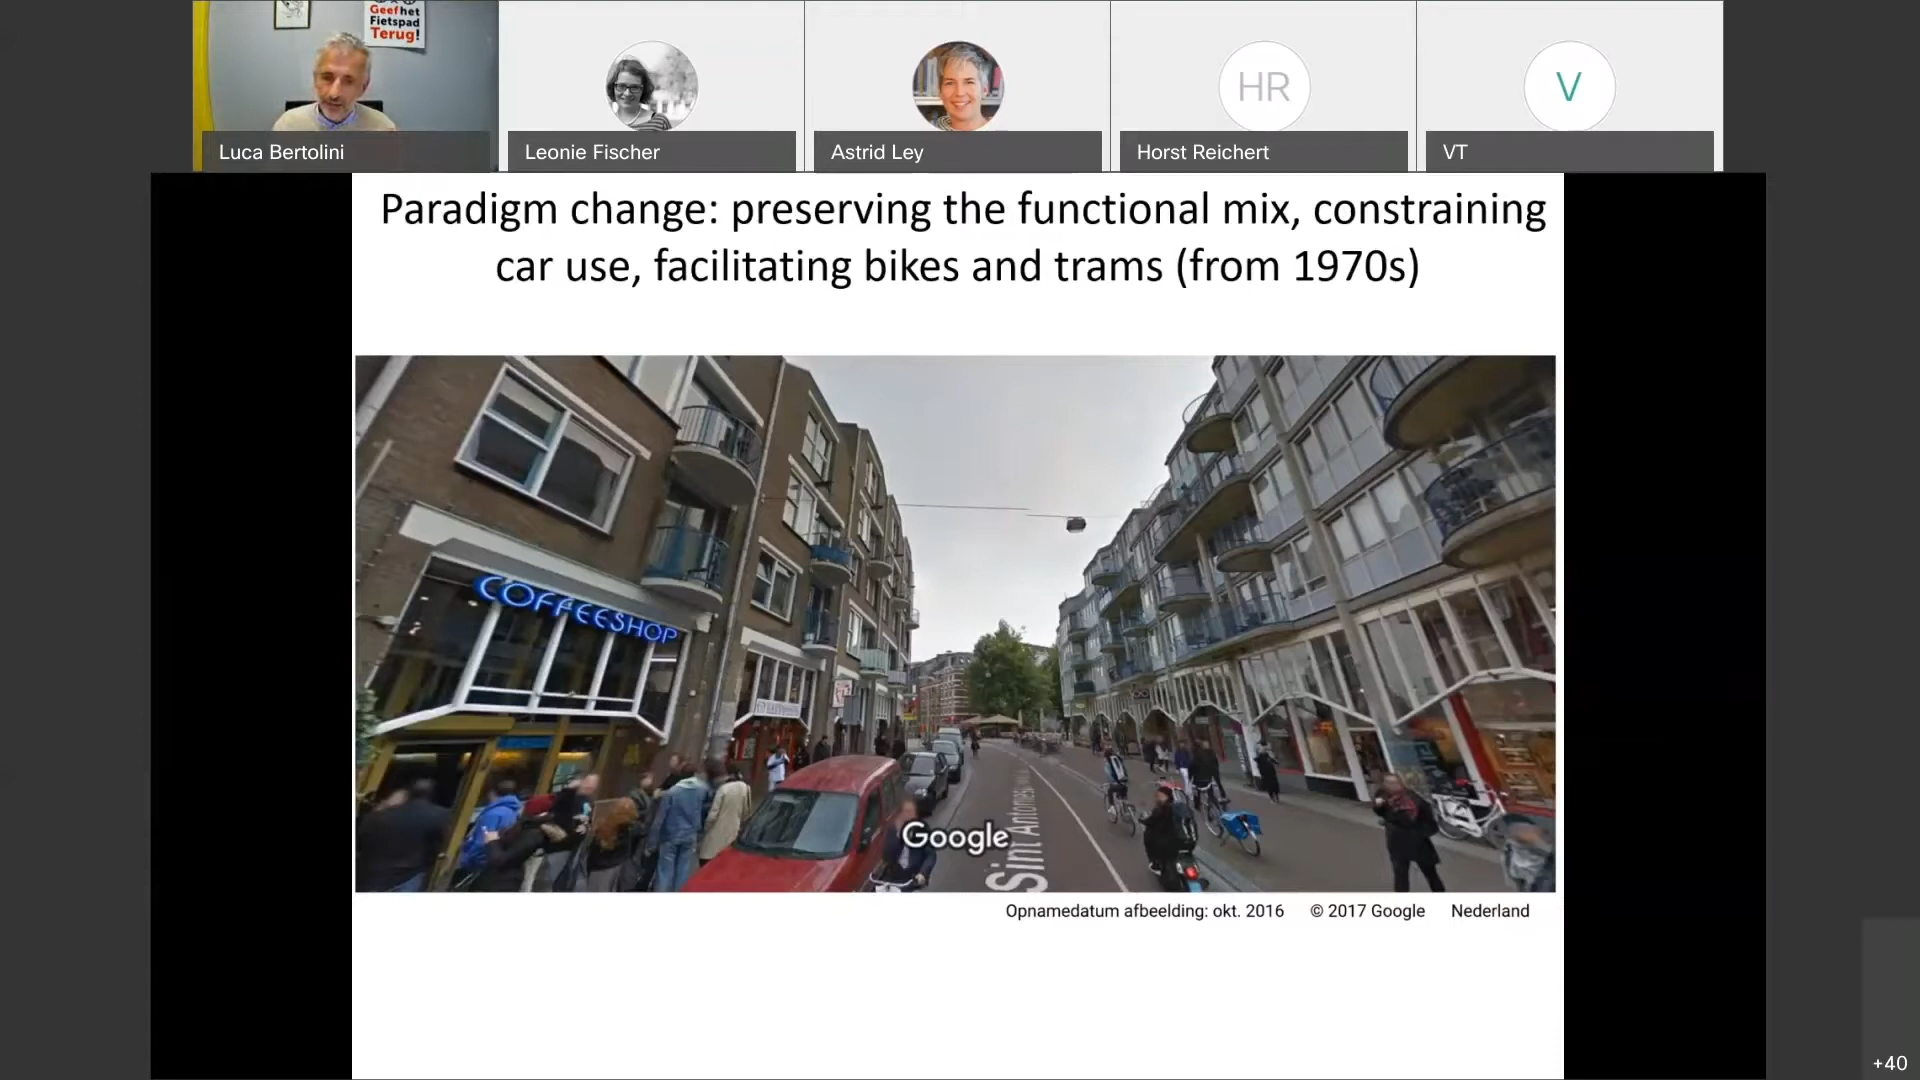 Geef het
Fietspad
Terug!
HR
V
Luca Bertolini
Leonie Fischer
Astrid Ley
Horst Reichert
VT
Paradigm change: preserving the functional mix, constraining
car use, facilitating bikes and trams (from 1970s)
COFFEESHOP
Google
Sint Antonies
Opnamedatum afbeelding: okt. 2016 © 2017 Google Nederland
+40